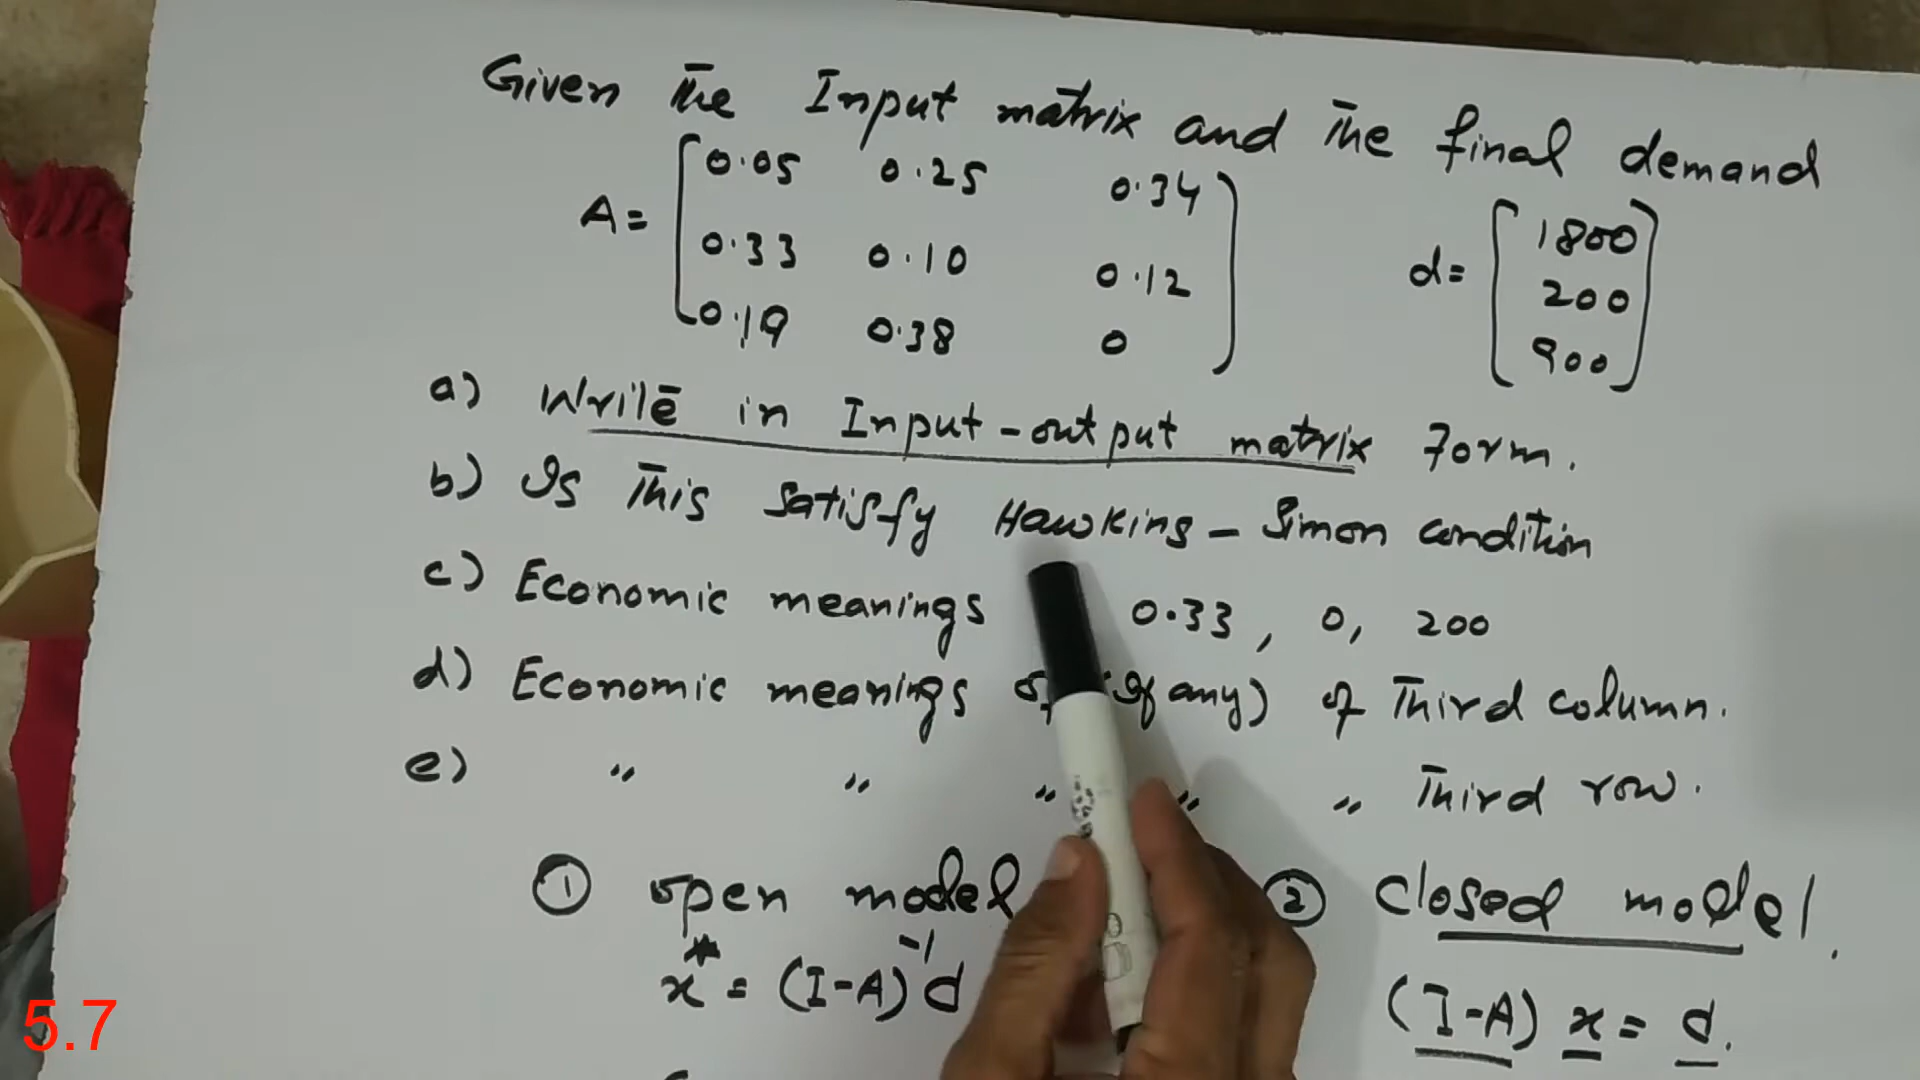 Given the Input matrix and the final demand
A= [0.05 0.25 0.34
0.33 0.10 0.12
0.19 0.38 0]
d= [1800
200
900]
a) Write in Input-output matrix Form.
b) Is This Satisfy Hawking - Simon condition
c) Economic meanings 0.33, 0, 200
d) Economic meanings of (If any) of Third column.
e) " " " " " Third row.
① open model
② closed model.
x* = (I-A)⁻¹ d
(I-A) x = d.
5.7